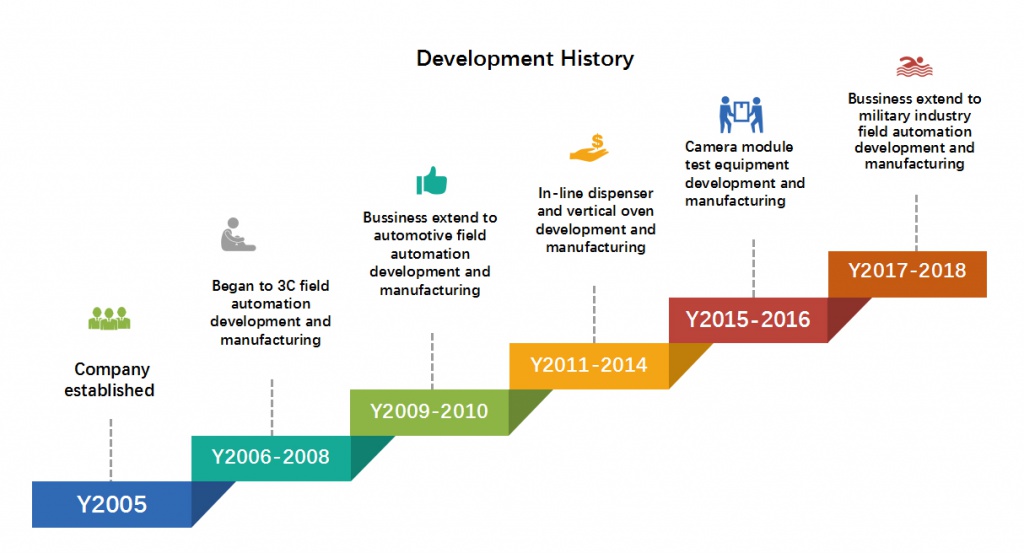 Development History
Company
established
Y2005
Began to 3C field
automation
development and
manufacturing
Y2006-2008
Bussiness extend to
automotive field
automation
development and
manufacturing
Y2009-2010
In-line dispenser
and vertical oven
development and
manufacturing
Y2011-2014
Camera module
test equipment
development and
manufacturing
Y2015-2016
Bussiness extend to
military industry
field automation
development and
manufacturing
Y2017-2018